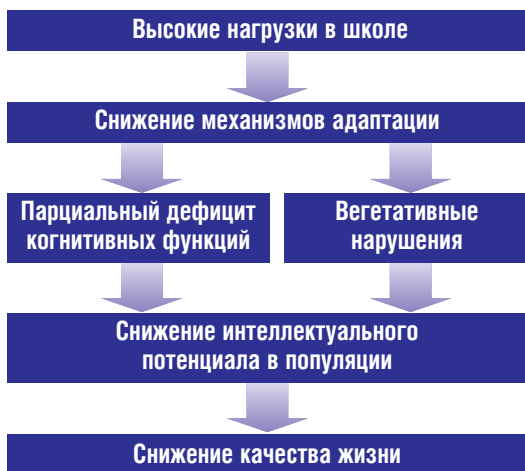 Высокие нагрузки в школе
Снижение механизмов адаптации
Парциальный дефицит
когнитивных функций
Вегетативные
нарушения
Снижение интеллектуального
потенциала в популяции
Снижение качества жизни